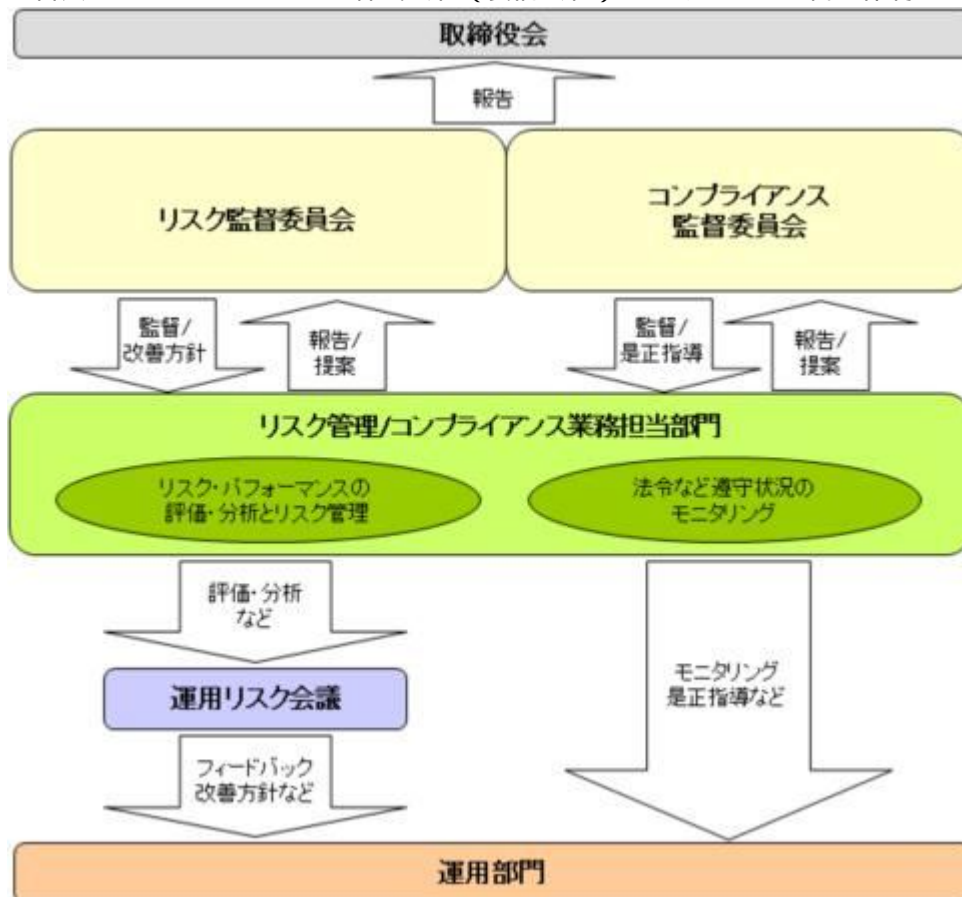 取締役会
報告
リスク監督委員会
コンプライアンス
監督委員会
監督/
改善方針
報告/
提案
監督/
是正指導
報告/
提案
リスク管理/コンプライアンス業務担当部門
リスク・パフォーマンスの
評価・分析とリスク管理
法令など遵守状況の
モニタリング
評価・分析
など
運用リスク会議
モニタリング
是正指導など
フィードバック
改善方針など
運用部門